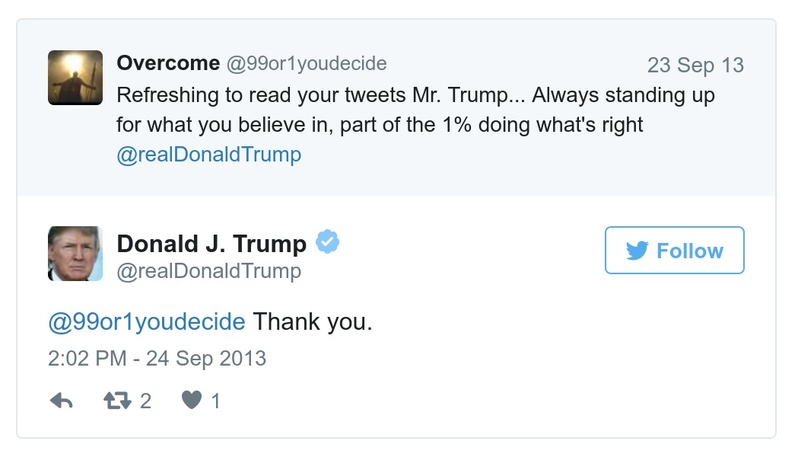 Overcome @99or1youdecide 23 Sep 13
Refreshing to read your tweets Mr. Trump... Always standing up
for what you believe in, part of the 1% doing what's right
@realDonaldTrump
Donald J. Trump
@realDonaldTrump
Follow
@99or1youdecide Thank you.
2:02 PM - 24 Sep 2013
2 1